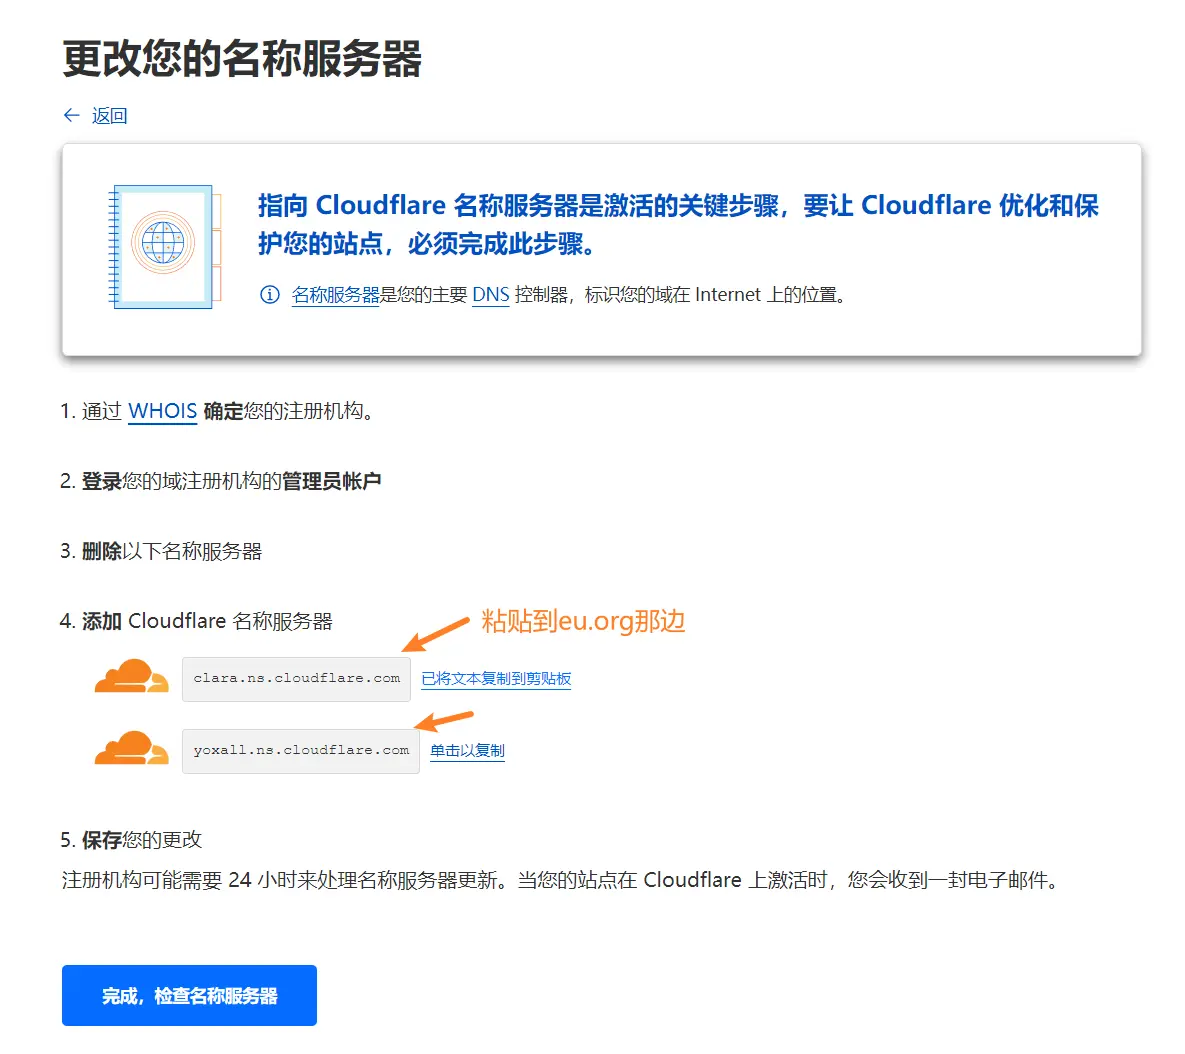 更改您的名称服务器
← 返回
指向 Cloudflare 名称服务器是激活的关键步骤，要让 Cloudflare 优化和保
护您的站点，必须完成此步骤。
名称服务器是您的主要 DNS 控制器，标识您的域在 Internet 上的位置。
1. 通过 WHOIS 确定您的注册机构。
2. 登录您的域注册机构的管理员帐户
3. 删除以下名称服务器
4. 添加 Cloudflare 名称服务器
粘贴到eu.org那边
clara.ns.cloudflare.com 已将文本复制到剪贴板
yoxall.ns.cloudflare.com 单击以复制
5. 保存您的更改
注册机构可能需要 24 小时来处理名称服务器更新。当您的站点在 Cloudflare 上激活时，您会收到一封电子邮件。
完成，检查名称服务器